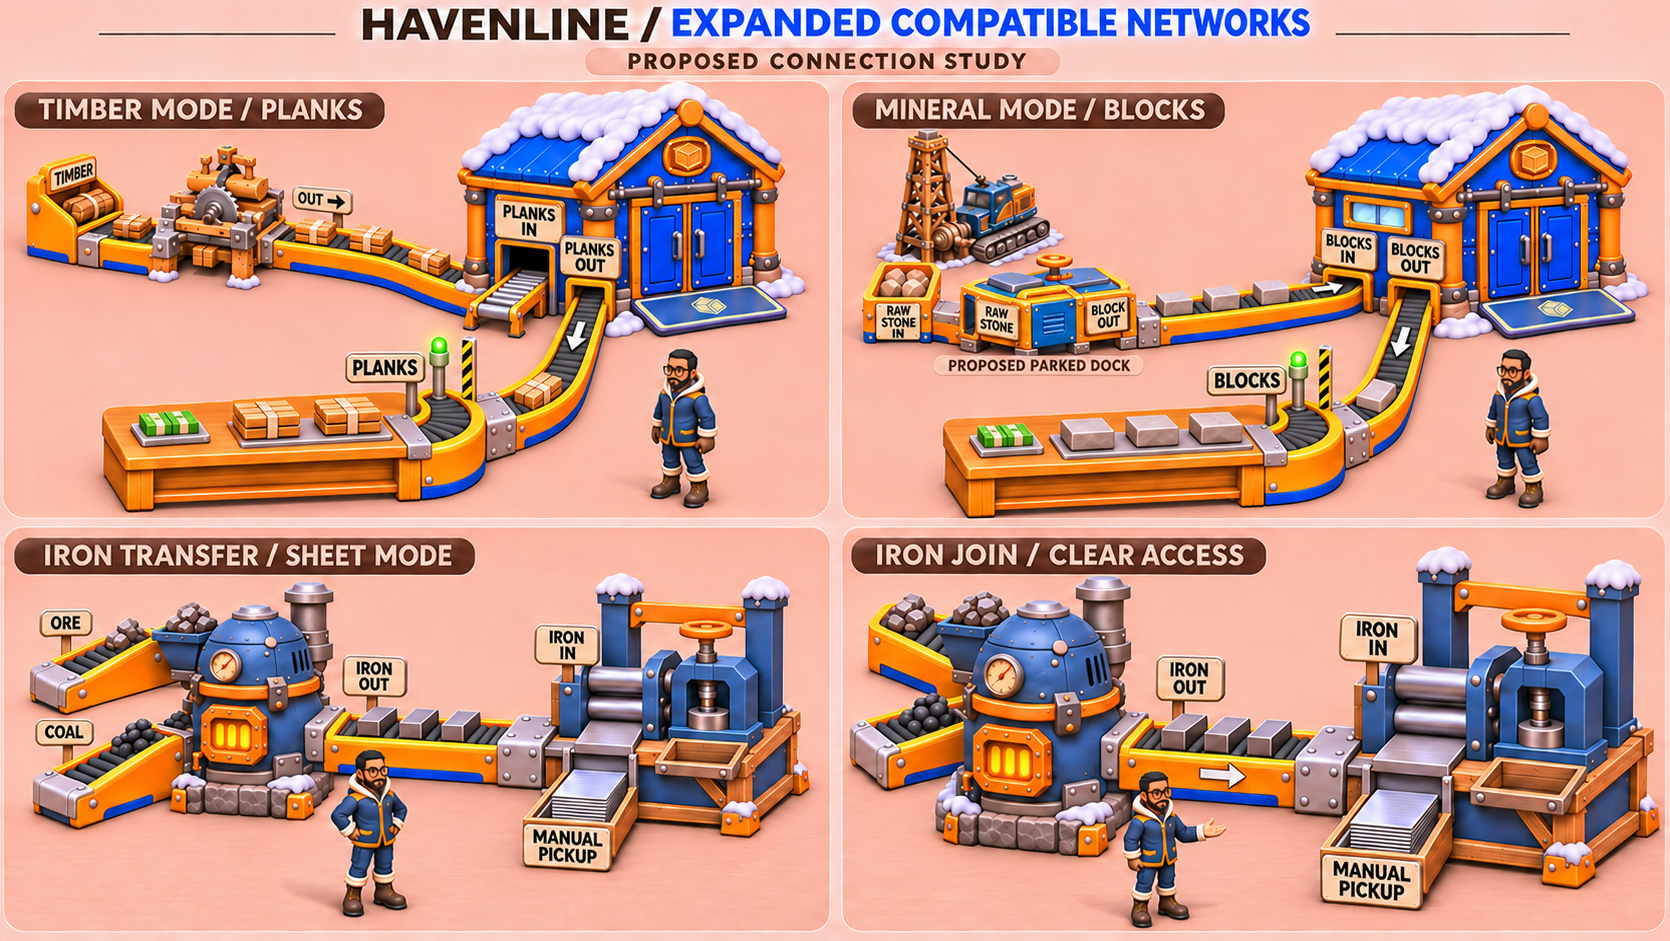 HAVENLINE / EXPANDED COMPATIBLE NETWORKS
PROPOSED CONNECTION STUDY
TIMBER MODE / PLANKS
TIMBER
OUT →
PLANKS
IN
PLANKS
OUT
PLANKS
MINERAL MODE / BLOCKS
BLOCKS
IN
BLOCKS
OUT
RAW
STONE
IN
RAW
STONE
BLOCK
OUT
PROPOSED PARKED DOCK
BLOCKS
IRON TRANSFER / SHEET MODE
ORE
COAL
IRON
OUT
IRON
IN
MANUAL
PICKUP
IRON JOIN / CLEAR ACCESS
IRON
OUT
IRON
IN
MANUAL
PICKUP